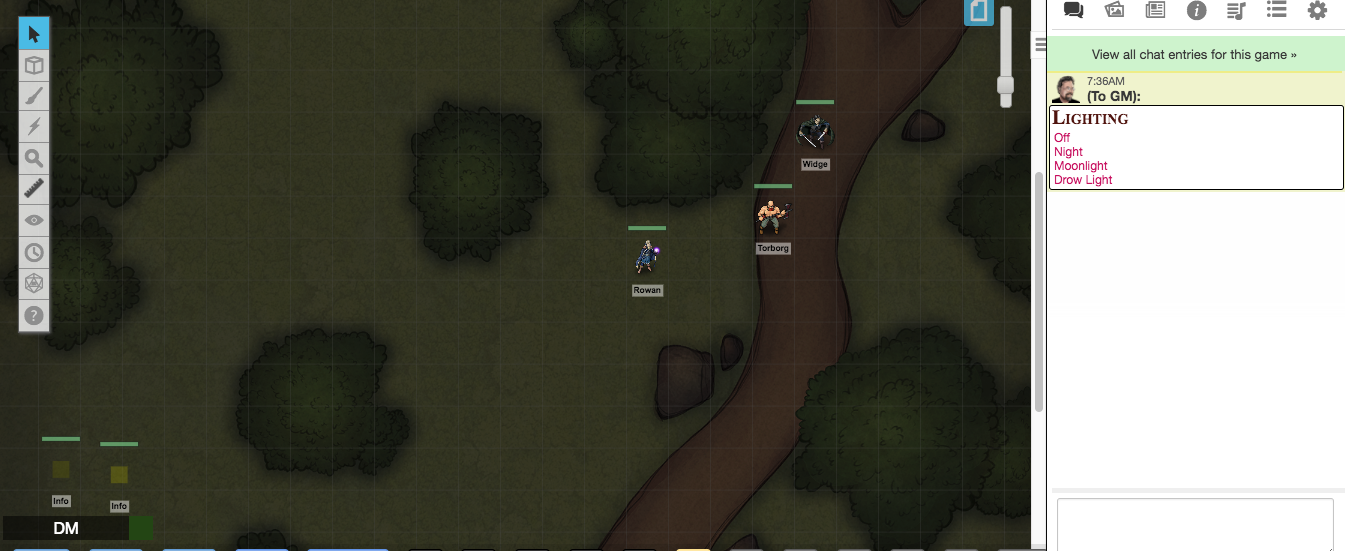 View all chat entries for this game »
7:36AM
(To GM):
Lighting
Off
Night
Moonlight
Drow Light
Widge
Torborg
Rowan
Info
Info
DM